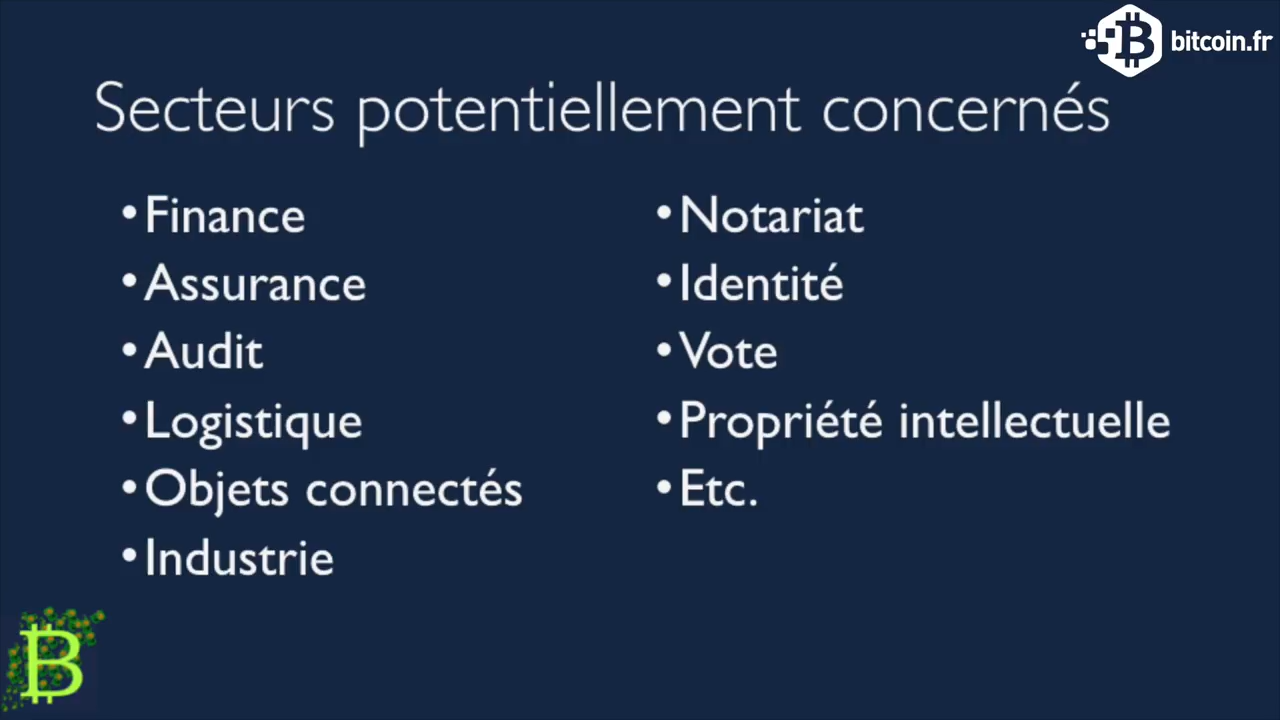 bitcoin.fr
Secteurs potentiellement concernés
•Finance
•Assurance
•Audit
•Logistique
•Objets connectés
•Industrie
•Notariat
•Identité
•Vote
•Propriété intellectuelle
•Etc.